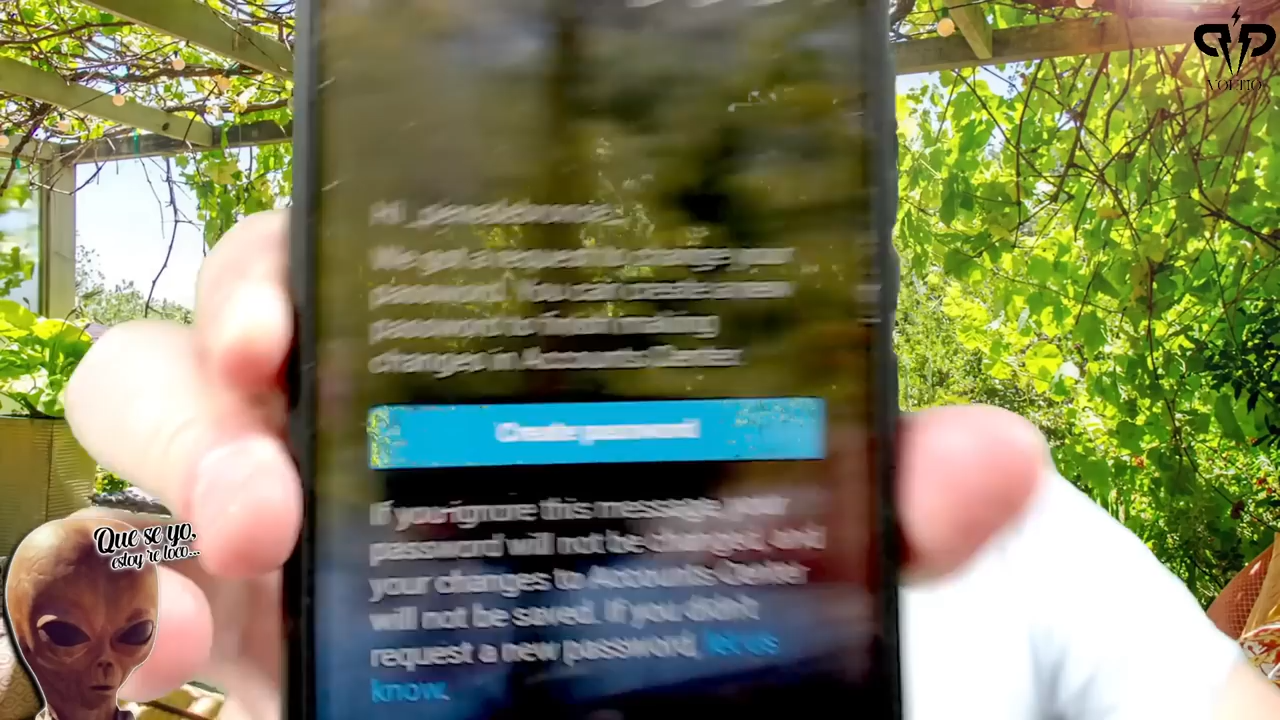 VOLTIO
Hi
We got a request to change your
password. You can create a new
password to finish making
changes in Accounts Center.
Create password
If you ignore this message, your
password will not be changed, and
your changes to Accounts Center
will not be saved. If you didn't
request a new password, let us
know.
Que se yo,
estoy re loco...